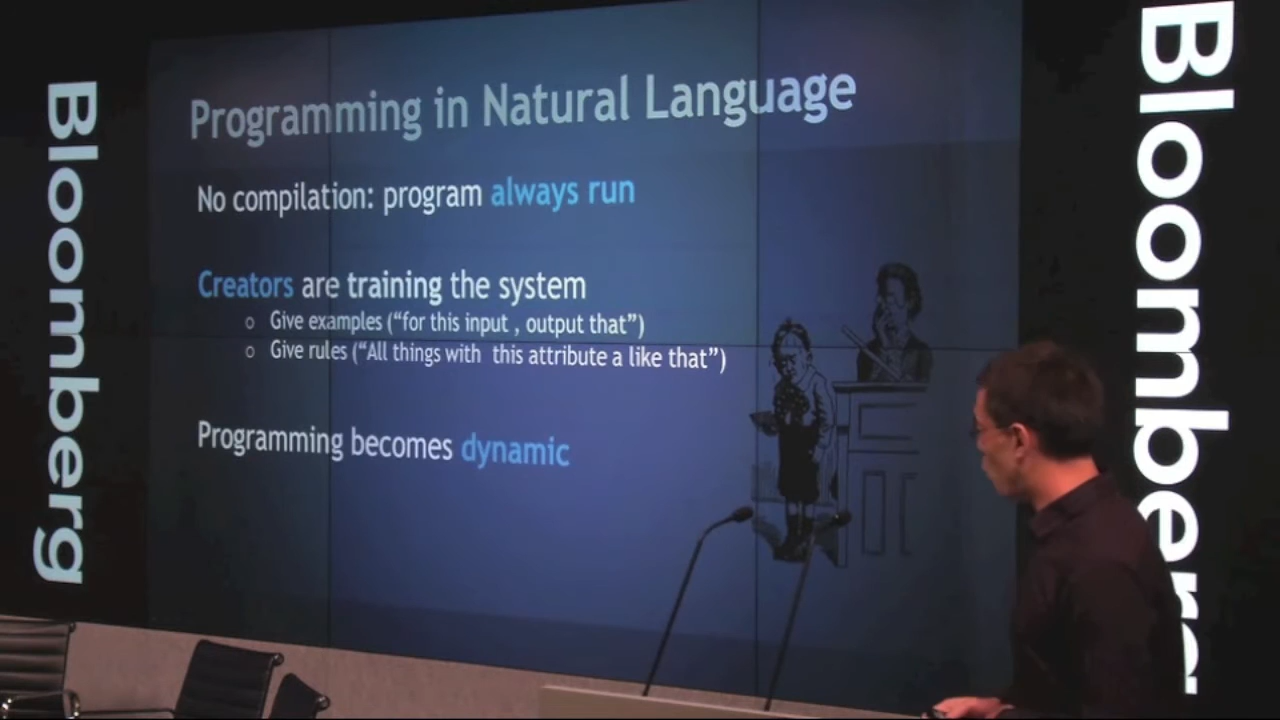 Bloomberg
Programming in Natural Language
No compilation: program always run
Creators are training the system
o Give examples (“for this input , output that”)
o Give rules (“All things with this attribute a like that”)
Programming becomes dynamic
Bloomberg